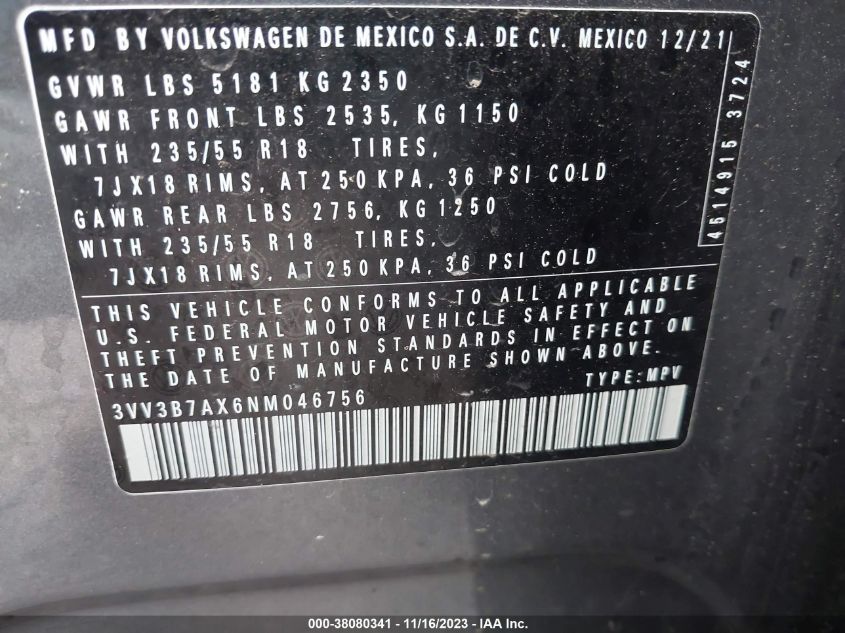 MFD BY VOLKSWAGEN DE MEXICO S.A. DE C.V. MEXICO 12/21
GVWR LBS 5181 KG 2350
GAWR FRONT LBS 2535, KG 1150
WITH 235/55 R18 TIRES,
7JX18 RIMS, AT 250 KPA, 36 PSI COLD
GAWR REAR LBS 2756, KG 1250
WITH 235/55 R18 TIRES,
7JX18 RIMS, AT 250 KPA, 36 PSI COLD
THIS VEHICLE CONFORMS TO ALL APPLICABLE
U.S. FEDERAL MOTOR VEHICLE SAFETY AND
THEFT PREVENTION STANDARDS IN EFFECT ON
THE DATE OF MANUFACTURE SHOWN ABOVE.
TYPE: MPV
3VV3B7AX6NM046756
4514915 3724
000-38080341 - 11/16/2023 - IAA Inc.